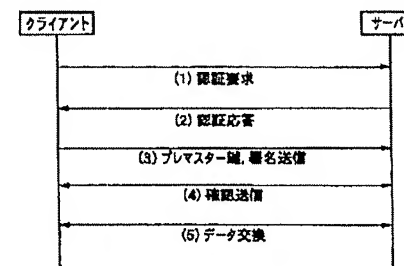 クライアント
サーバ
(1) 認証要求
(2) 認証応答
(3) プレマスター鍵, 署名送信
(4) 確認送信
(5) データ交換